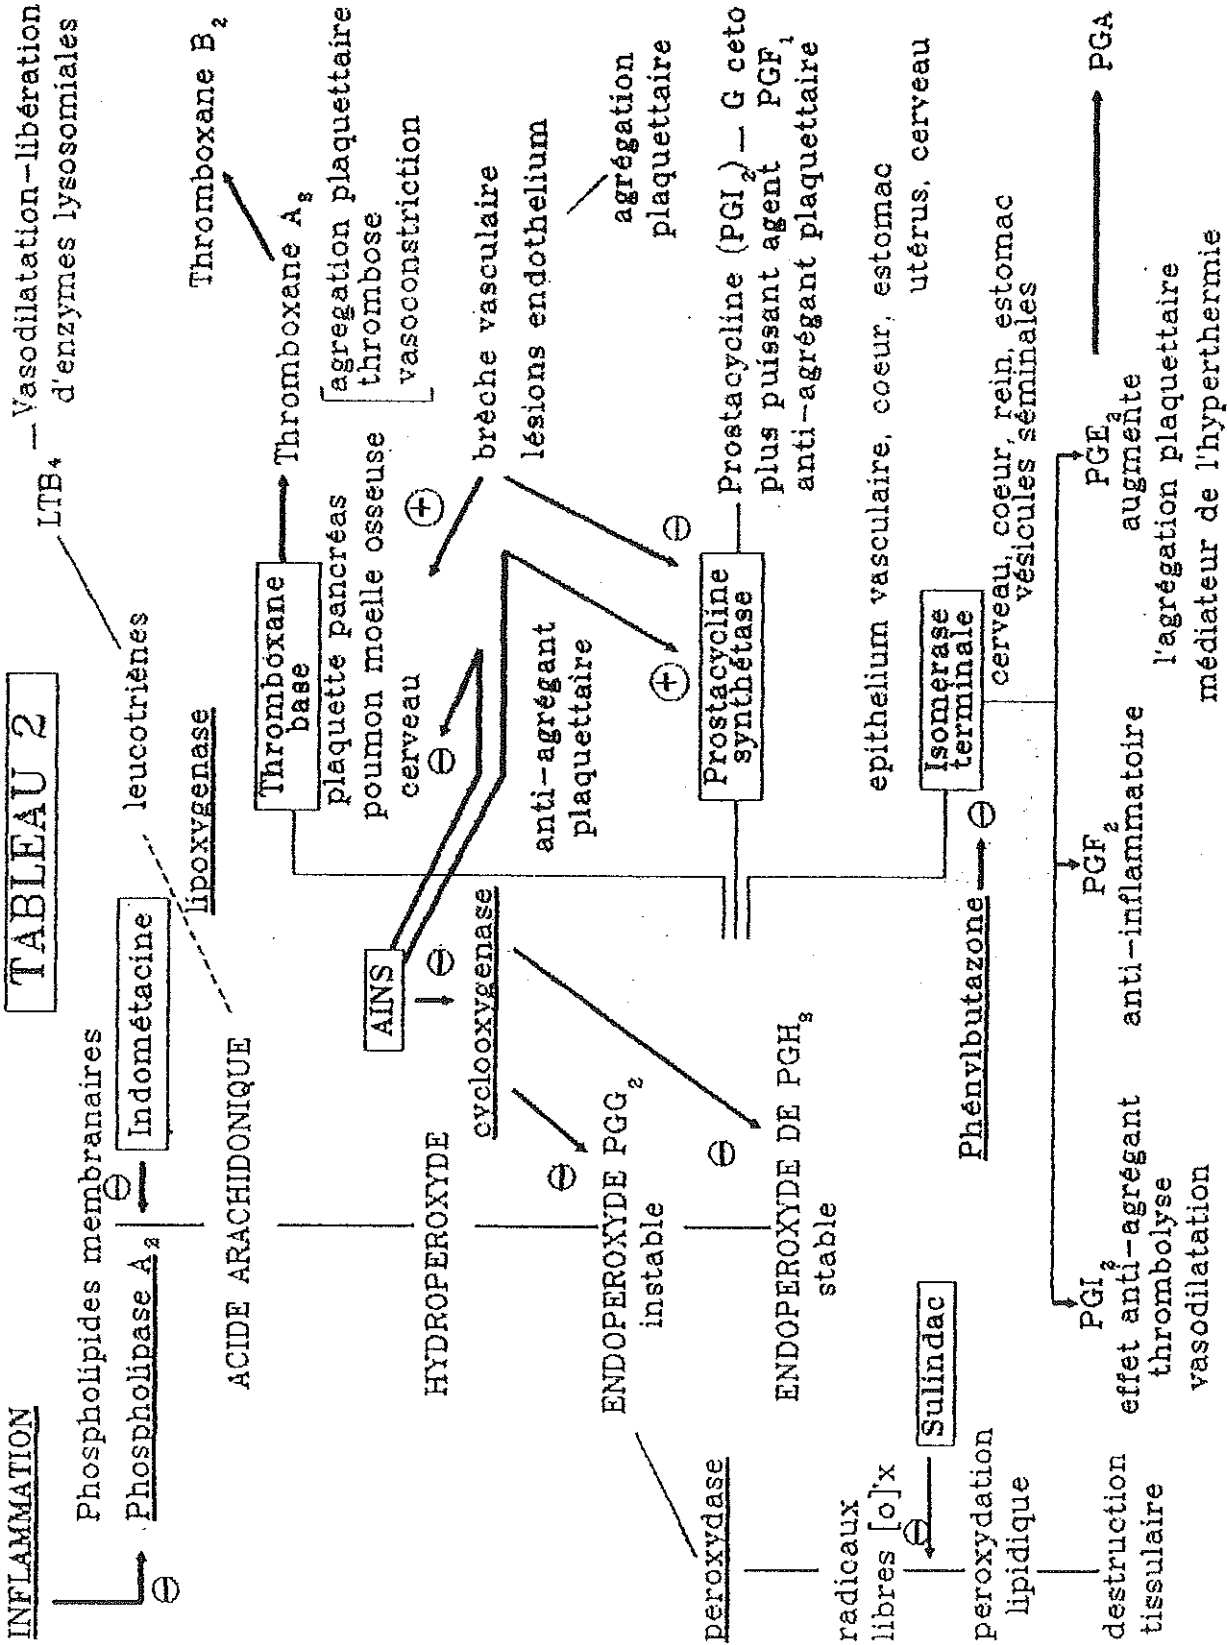 TABLEAU 2
INFLAMMATION
⊖
Phospholipides membranaires
Phospholipase A2
⊖
Indométacine
ACIDE ARACHIDONIQUE
lipoxygenase
leucotriènes
LTB4
—Vasodilatation-libération
d'enzymes lysosomiales
HYDROPEROXYDE
AINS
⊖
cyclooxygenase
⊖
ENDOPEROXYDE PGG2
instable
⊖
ENDOPEROXYDE DE PGH3
stable
Thromboxane
base
plaquette pancréas
poumon moelle osseuse
cerveau
⊖
⊕
Thromboxane A3
Thromboxane B2
agregation plaquettaire
thrombose
vasoconstriction
brèche vasculaire
lésions endothelium
agrégation
plaquettaire
anti-agrégant
plaquettaire
⊕
⊖
Prostacycline
synthétase
Prostacycline (PGI2) — G ceto
plus puissant agent PGF1
anti-agrégant plaquettaire
epithelium vasculaire, coeur, estomac
utérus, cerveau
Isomerase
terminale
cerveau, coeur, rein, estomac
vésicules séminales
Phénylbutazone
⊖
peroxydase
radicaux
libres [o]'x
Sulindac
⊖
peroxydation
lipidique
destruction
tissulaire
PGI2
effet anti-agrégant
thrombolyse
vasodilatation
PGF2
anti-inflammatoire
PGE2
augmente
l'agrégation plaquettaire
médiateur de l'hyperthermie
PGA